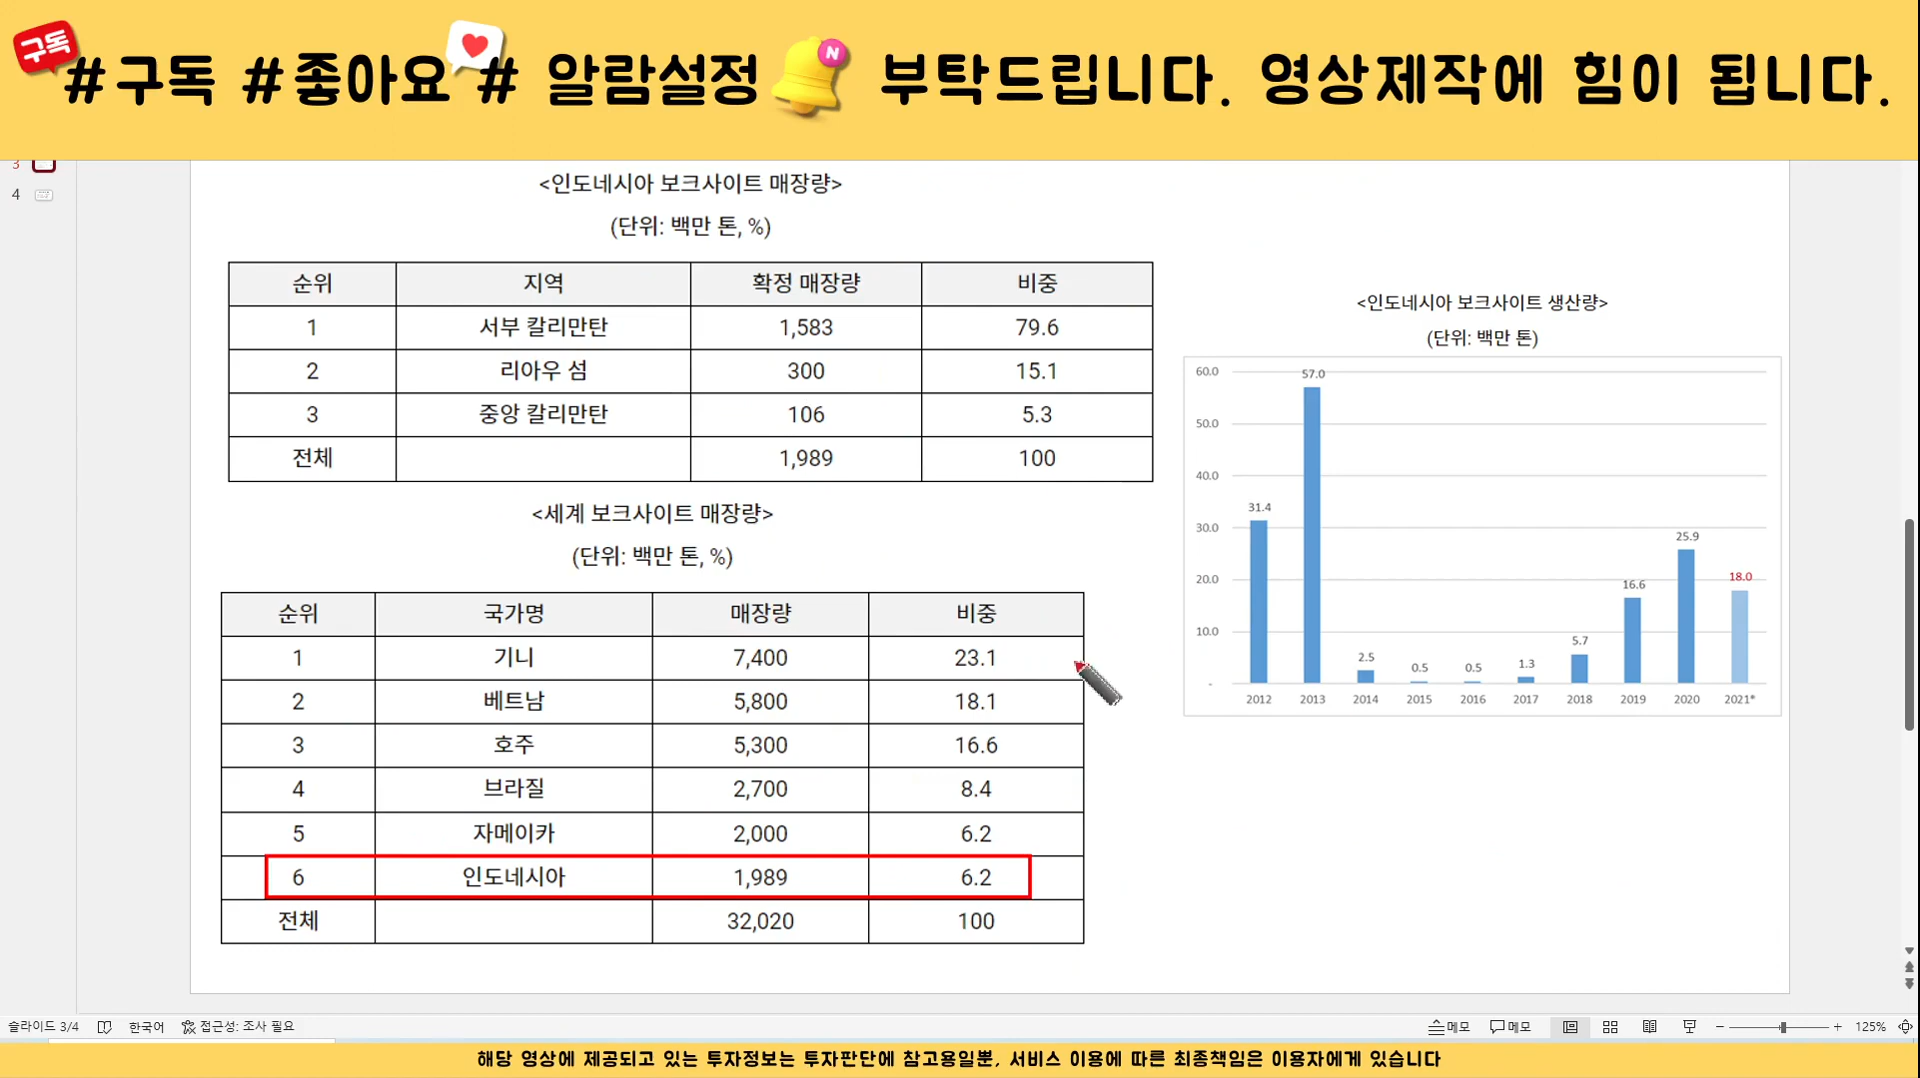 구독
#구독 #좋아요 # 알람설정 N 부탁드립니다. 영상제작에 힘이 됩니다.
3
4
<인도네시아 보크사이트 매장량>
(단위: 백만 톤, %)
순위 지역 확정 매장량 비중
1 서부 칼리만탄 1,583 79.6
2 리아우 섬 300 15.1
3 중앙 칼리만탄 106 5.3
전체 1,989 100
<세계 보크사이트 매장량>
(단위: 백만 톤, %)
순위 국가명 매장량 비중
1 기니 7,400 23.1
2 베트남 5,800 18.1
3 호주 5,300 16.6
4 브라질 2,700 8.4
5 자메이카 2,000 6.2
6 인도네시아 1,989 6.2
전체 32,020 100
<인도네시아 보크사이트 생산량>
(단위: 백만 톤)
60.0
50.0
40.0
30.0
20.0
10.0
-
31.4 57.0 2.5 0.5 0.5 1.3 5.7 16.6 25.9 18.0
2012 2013 2014 2015 2016 2017 2018 2019 2020 2021*
슬라이드 3/4 한국어 접근성: 조사 필요 메모 메모 125%
해당 영상에 제공되고 있는 투자정보는 투자판단에 참고용일뿐, 서비스 이용에 따른 최종책임은 이용자에게 있습니다